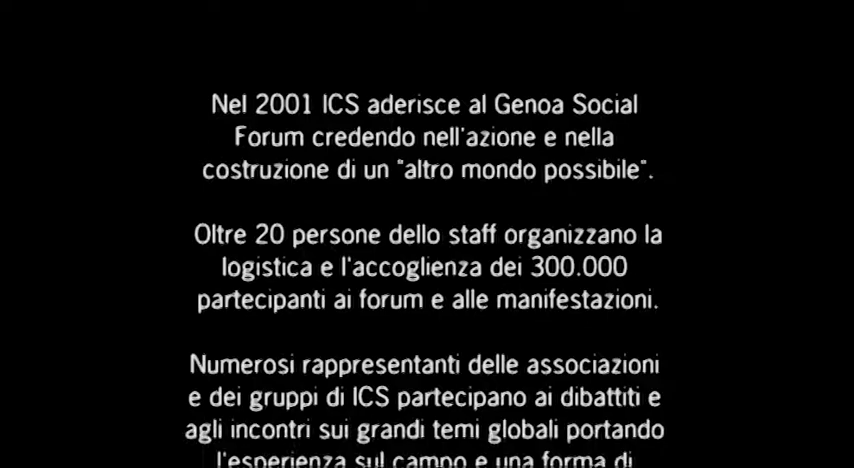 Nel 2001 ICS aderisce al Genoa Social
Forum credendo nell'azione e nella
costruzione di un "altro mondo possibile".
Oltre 20 persone dello staff organizzano la
logistica e l'accoglienza dei 300.000
partecipanti ai forum e alle manifestazioni.
Numerosi rappresentanti delle associazioni
e dei gruppi di ICS partecipano ai dibattiti e
agli incontri sui grandi temi globali portando
l'esperienza sul campo e una forma di